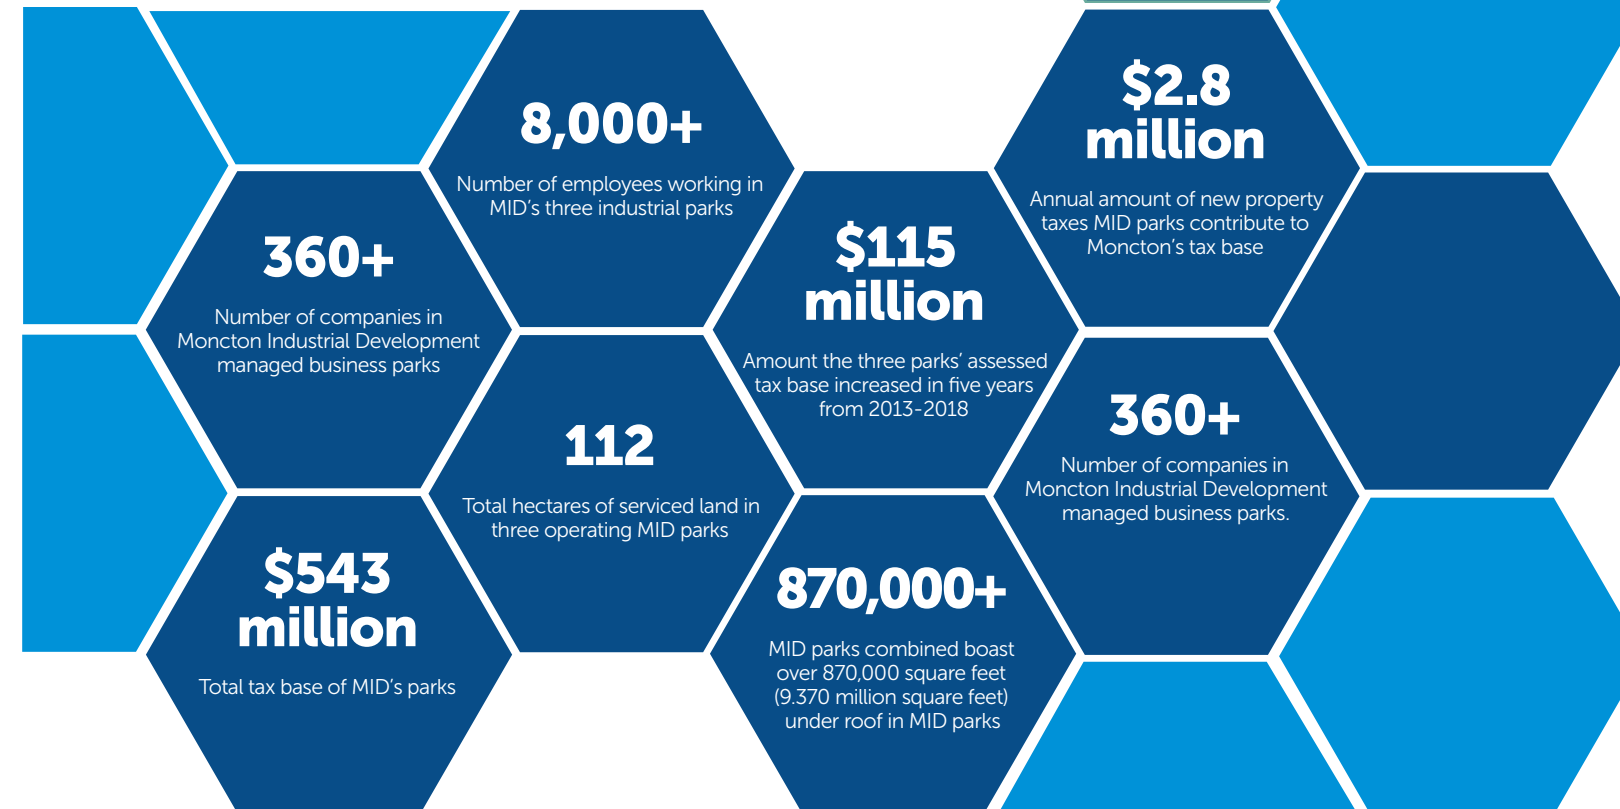 8,000+
Number of employees working in
MID's three industrial parks
$2.8
million
Annual amount of new property
taxes MID parks contribute to
Moncton's tax base
360+
Number of companies in
Moncton Industrial Development
managed business parks
$115
million
Amount the three parks' assessed
tax base increased in five years
from 2013-2018
112
Total hectares of serviced land in
three operating MID parks
360+
Number of companies in
Moncton Industrial Development
managed business parks.
$543
million
Total tax base of MID's parks
870,000+
MID parks combined boast
over 870,000 square feet
(9.370 million square feet)
under roof in MID parks